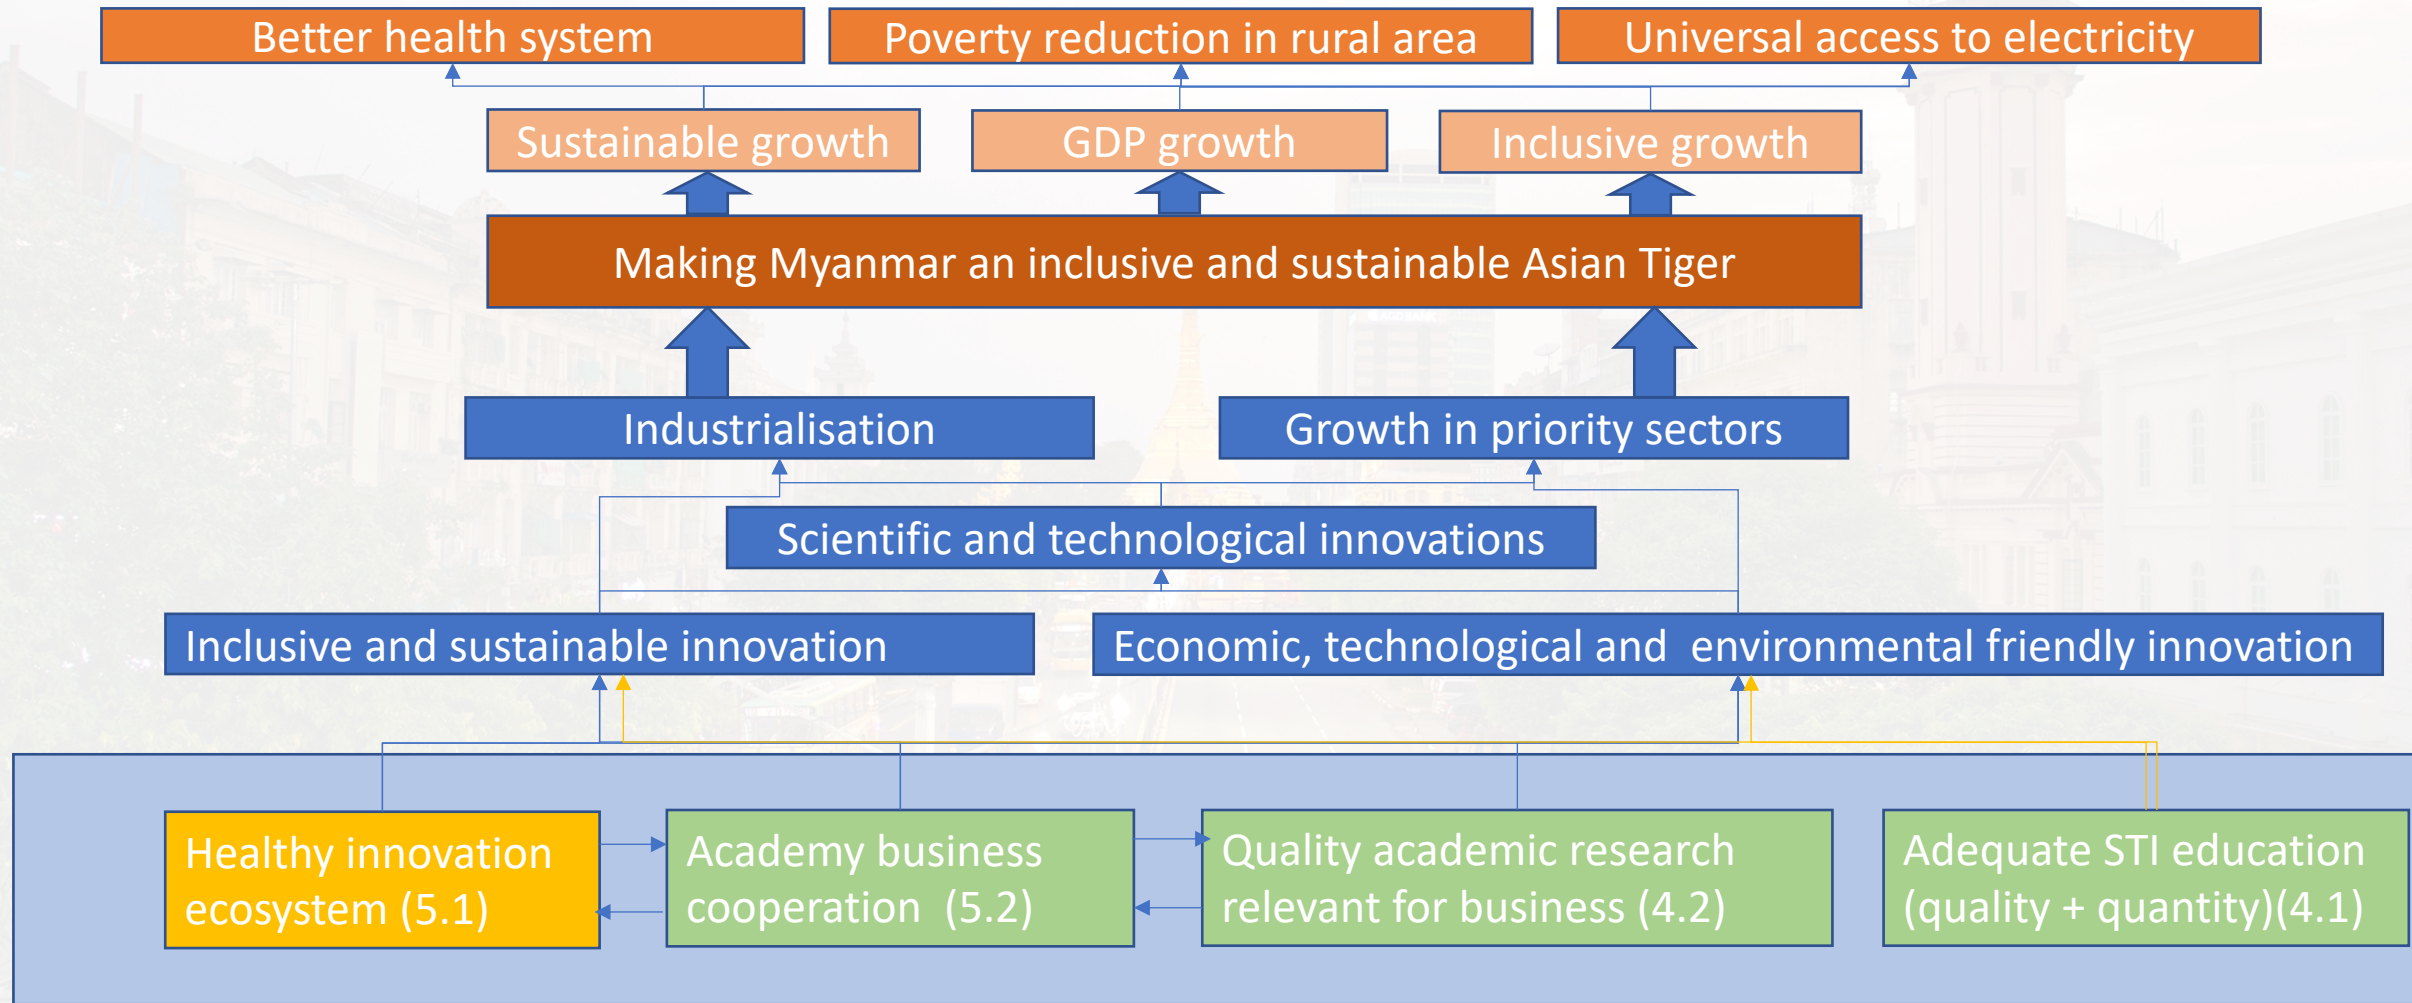 Better health system
Poverty reduction in rural area
Universal access to electricity
Sustainable growth
GDP growth
Inclusive growth
Making Myanmar an inclusive and sustainable Asian Tiger
Industrialisation
Growth in priority sectors
Scientific and technological innovations
Inclusive and sustainable innovation
Economic, technological and  environmental friendly innovation
Healthy innovation
ecosystem (5.1)
Academy business
cooperation  (5.2)
Quality academic research
relevant for business (4.2)
Adequate STI education
(quality + quantity)(4.1)